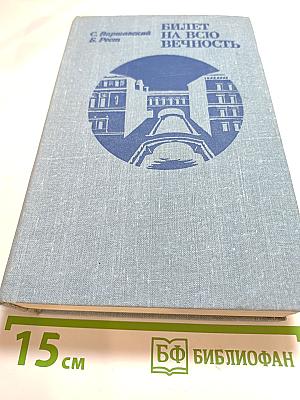 С. Варшавский
Б. Рест
БИЛЕТ
НА ВСЮ
ВЕЧНОСТЬ
15 см
БФ БИБЛИОФАН